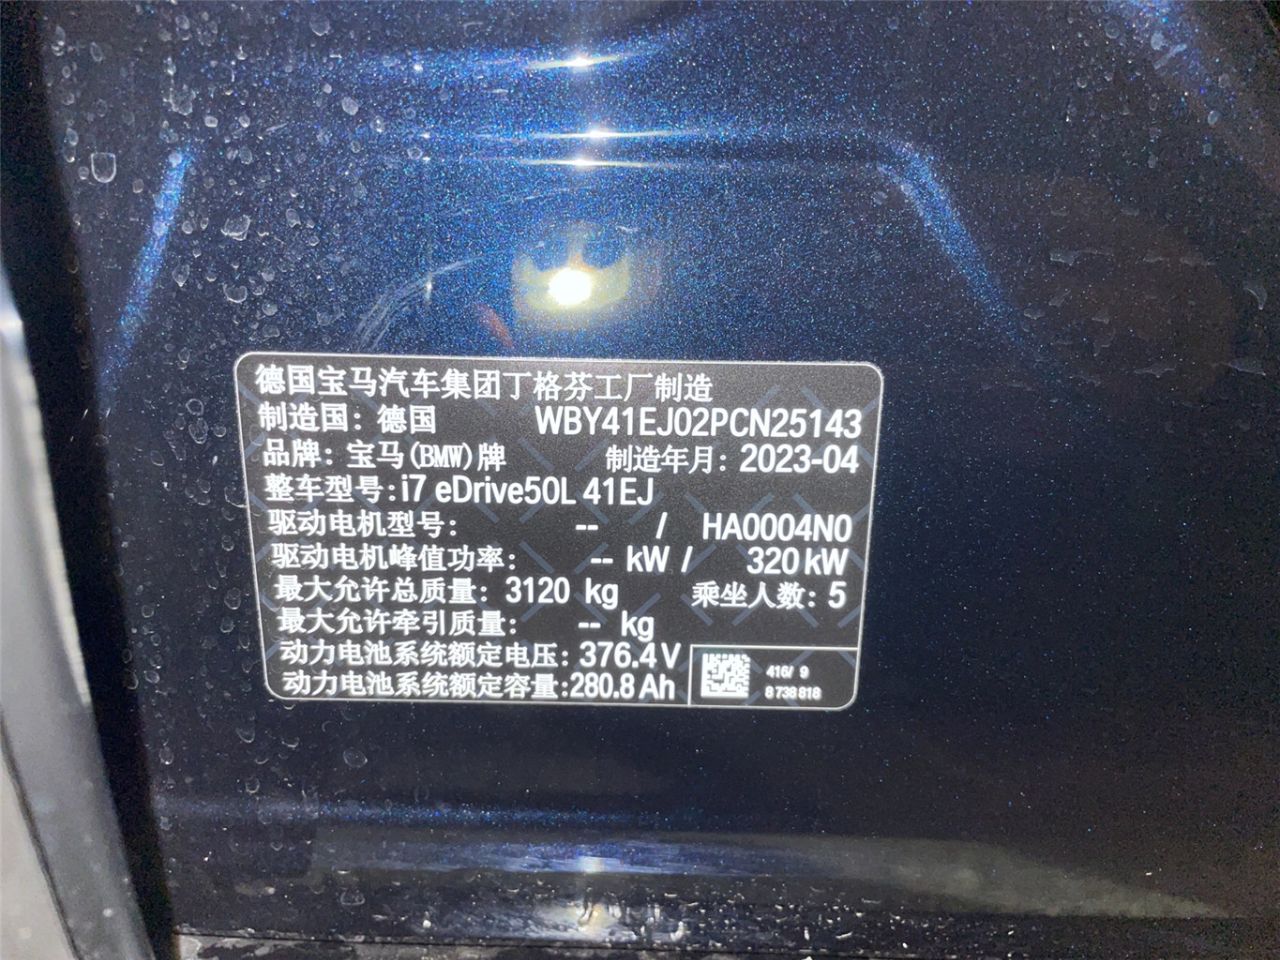 德国宝马汽车集团丁格芬工厂制造
制造国: 德国 WBY41EJ02PCN25143
品牌: 宝马(BMW)牌 制造年月: 2023-04
整车型号:i7 eDrive50L 41EJ
驱动电机型号: -- / HA0004N0
驱动电机峰值功率: -- kW / 320 kW
最大允许总质量: 3120 kg 乘坐人数: 5
最大允许牵引质量: -- kg
动力电池系统额定电压: 376.4 V
动力电池系统额定容量:280.8 Ah
416/ 9
8 738 818